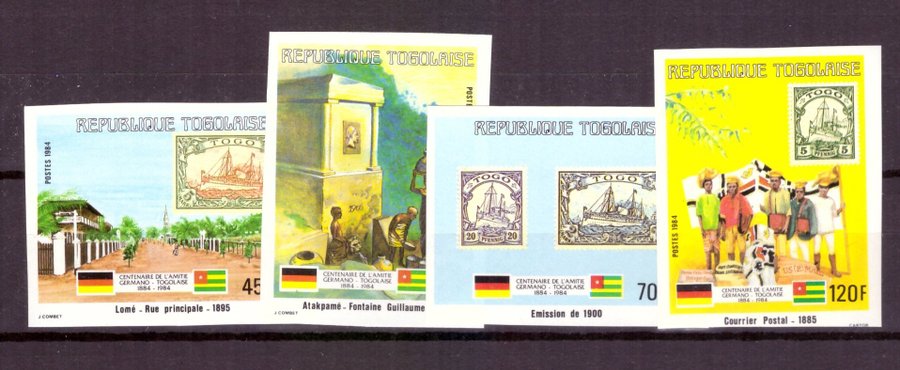 REPUBLIQUE TOGOLAISE
POSTES 1984
TOGO
CENTENAIRE DE L'AMITIE
GERMANO - TOGOLAISE
1884 - 1984
45
Lomé - Rue principale - 1895
J. COMBET
REPUBLIQUE TOGOLAISE
POSTES
CENTENAIRE DE L'AMITIE
GERMANO - TOGOLAISE
1884 - 1984
Atakpamé - Fontaine Guillaume
J. COMBET
REPUBLIQUE TOGOLAISE
TOGO
20 PFENNIG 20
TOGO
CENTENAIRE DE L'AMITIE
GERMANO - TOGOLAISE
1884 - 1984
70
Emission de 1900
J. COMBET
REPUBLIQUE TOGOLAISE
TOGO
5 PFENNIG 5
POSTES 1984
CENTENAIRE DE L'AMITIE
GERMANO - TOGOLAISE
1884 - 1984
120F
Courrier Postal - 1885
CARTOR